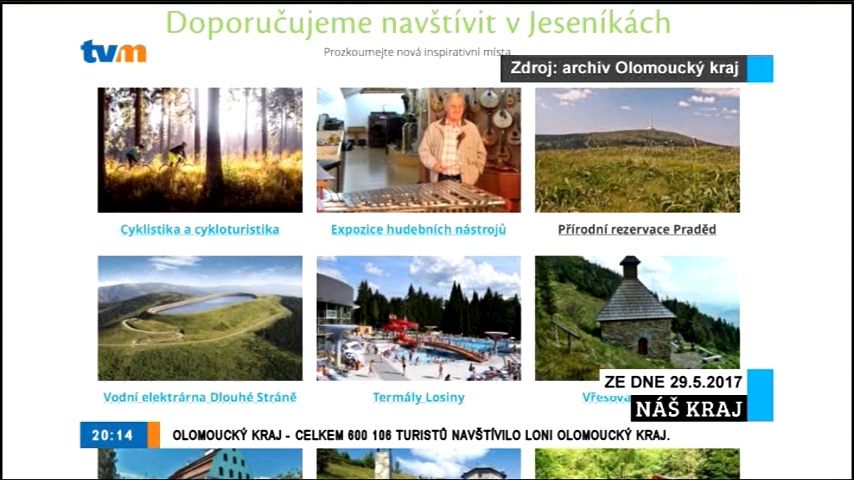 Doporučujeme navštívit v Jeseníkách
tvm
Prozkoumejte nová inspirativní místa
Zdroj: archiv Olomoucký kraj
Cyklistika a cykloturistika
Expozice hudebních nástrojů
Přírodní rezervace Praděd
Vodní elektrárna Dlouhé Stráně
Termály Losiny
ZE DNE 29.5.2017
NÁŠ KRAJ
20:14
OLOMOUCKÝ KRAJ - CELKEM 600 106 TURISTŮ NAVŠTÍVILO LONI OLOMOUCKÝ KRAJ.